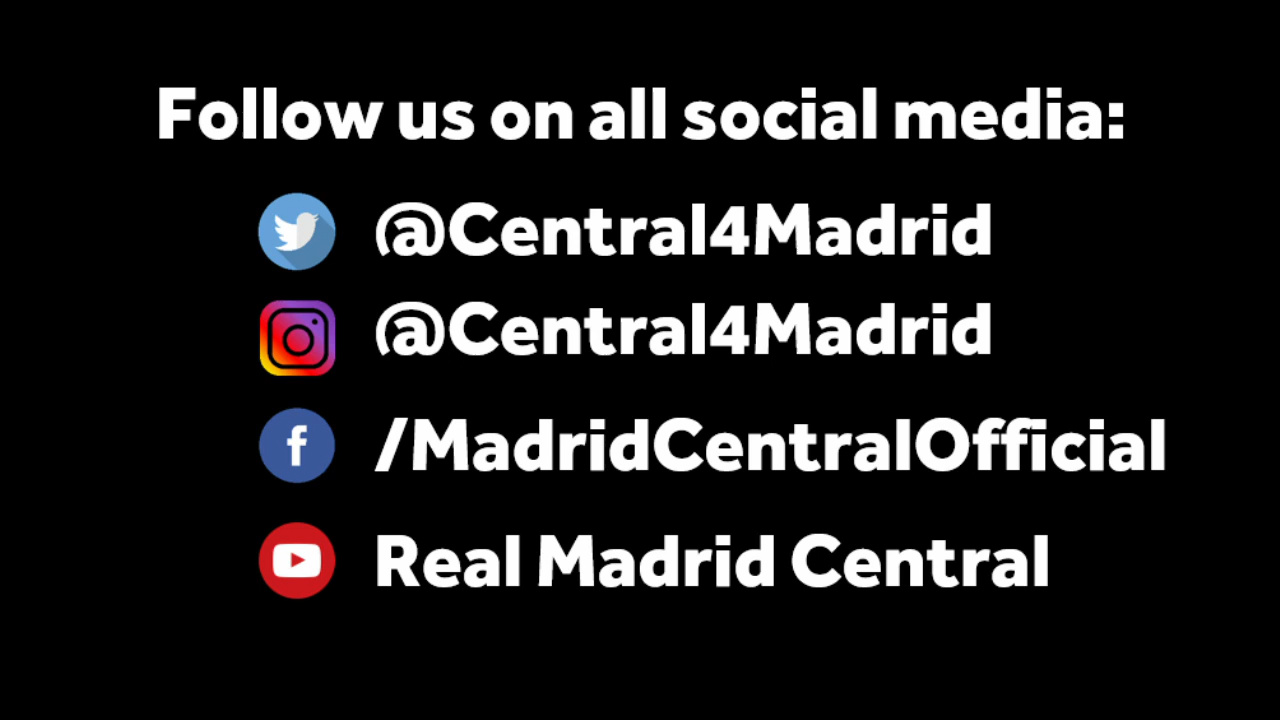 Follow us on all social media:
@Central4Madrid
@Central4Madrid
/MadridCentralOfficial
Real Madrid Central